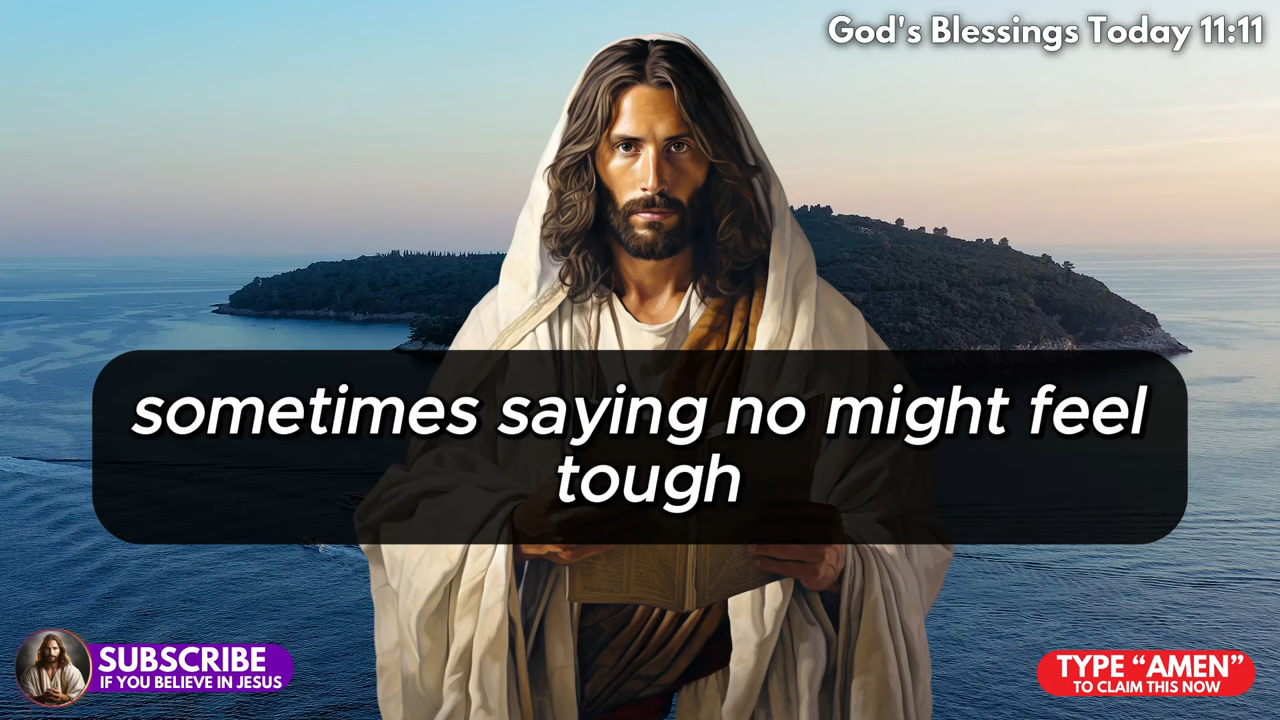 God's Blessings Today 11:11
sometimes saying no might feel
tough
SUBSCRIBE
IF YOU BELIEVE IN JESUS
TYPE “AMEN”
TO CLAIM THIS NOW